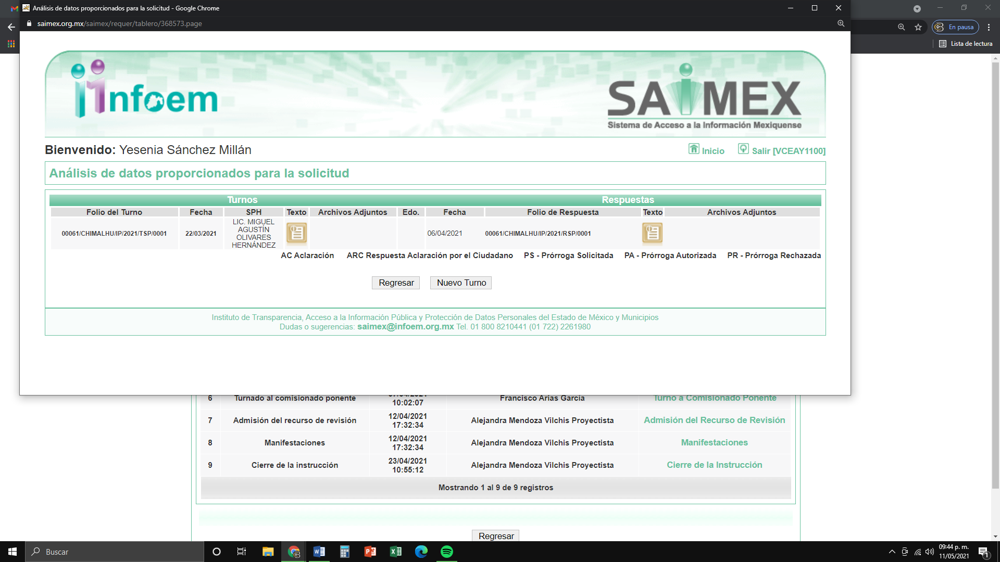 Análisis de datos proporcionados para la solicitud - Google Chrome
saimex.org.mx/saimex/requer/tablero/368573.page
En pausa
Lista de lectura
infoem
SAIMEX
Sistema de Acceso a la Información Mexiquense
Bienvenido: Yesenia Sánchez Millán
Inicio Salir [VCEAY1100]
Análisis de datos proporcionados para la solicitud
Turnos Respuestas
Folio del Turno Fecha SPH Texto Archivos Adjuntos Edo. Fecha Folio de Respuesta Texto Archivos Adjuntos
00061/CHIMALHU/IP/2021/TSP/0001 22/03/2021 LIC. MIGUEL AGUSTÍN OLIVARES HERNÁNDEZ 06/04/2021 00061/CHIMALHU/IP/2021/RSP/0001
AC Aclaración ARC Respuesta Aclaración por el Ciudadano PS - Prórroga Solicitada PA - Prórroga Autorizada PR - Prórroga Rechazada
Regresar Nuevo Turno
Instituto de Transparencia, Acceso a la Información Pública y Protección de Datos Personales del Estado de México y Municipios
Dudas o sugerencias: saimex@infoem.org.mx Tel. 01 800 8210441 (01 722) 2261980
6 Turnado al comisionado ponente 10:02:07 Francisco Arias García Turno a Comisionado Ponente
7 Admisión del recurso de revisión 12/04/2021 17:32:34 Alejandra Mendoza Vilchis Proyectista Admisión del Recurso de Revisión
8 Manifestaciones 12/04/2021 17:32:34 Alejandra Mendoza Vilchis Proyectista Manifestaciones
9 Cierre de la instrucción 23/04/2021 10:55:12 Alejandra Mendoza Vilchis Proyectista Cierre de la Instrucción
Mostrando 1 al 9 de 9 registros
Regresar
Buscar
09:44 p. m.
11/05/2021
1